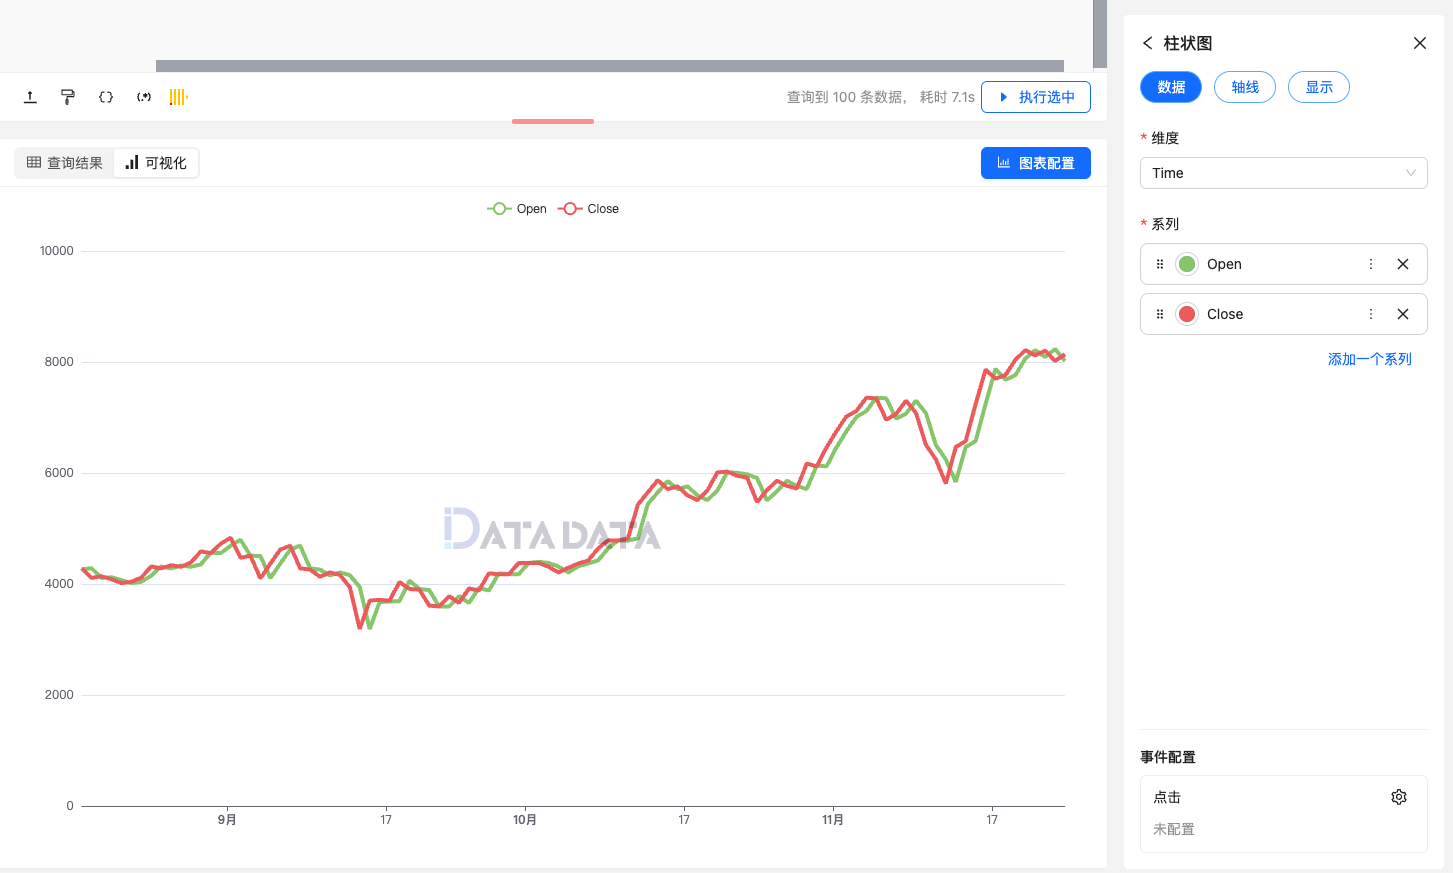 查询到 100 条数据， 耗时 7.1s
执行选中
查询结果
可视化
图表配置
Open
Close
10000
8000
6000
4000
2000
0
9月
17
10月
17
11月
17
DATADATA
柱状图
数据
轴线
显示
* 维度
Time
* 系列
Open
Close
添加一个系列
事件配置
点击
未配置